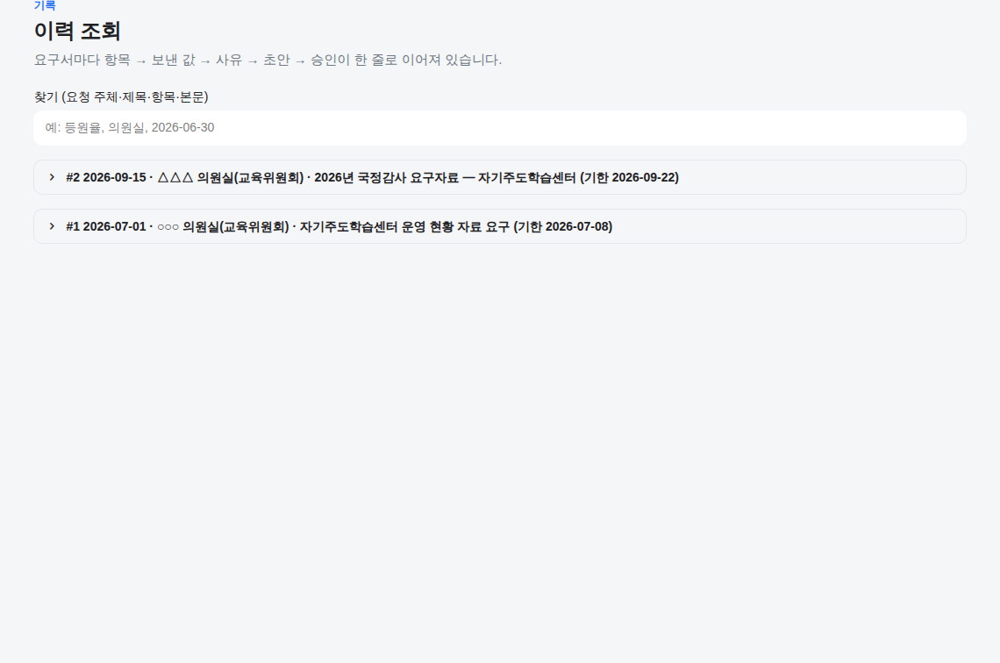 기록
이력 조회
요구서마다 항목 → 보낸 값 → 사유 → 초안 → 승인이 한 줄로 이어져 있습니다.
찾기 (요청 주체·제목·항목·본문)
예: 등원율, 의원실, 2026-06-30
#2 2026-09-15 · △△△ 의원실(교육위원회) · 2026년 국정감사 요구자료 — 자기주도학습센터 (기한 2026-09-22)
#1 2026-07-01 · ○○○ 의원실(교육위원회) · 자기주도학습센터 운영 현황 자료 요구 (기한 2026-07-08)